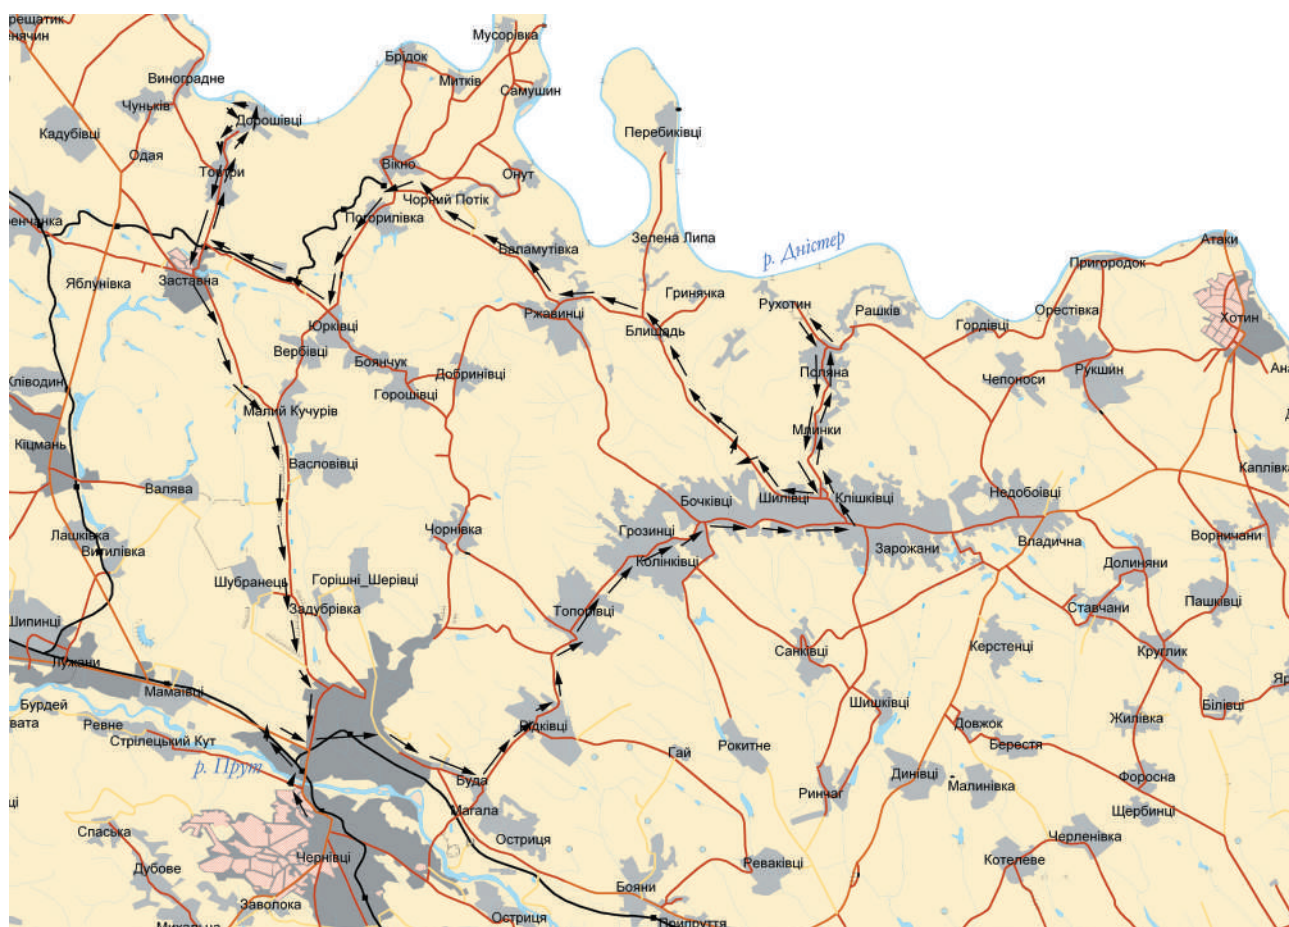 Мусорівка
Брідок
Митків
Самушин
Виноградне
Чуньків
Дорошівці
Кадубівці
Одая
Товтри
Вікно
Онут
Перебиківці
Чорний Потік
Погорилівка
Баламутівка
Зелена Липа
р. Дністер
Атаки
Пригородок
Яблунівка
Заставна
Гринячка
Рухотин
Рашків
Орестівка
Гордівці
Хотин
Ржавинці
Блищадь
Юрківці
Вербівці
Боянчук
Добринівці
Горошівці
Поляна
Чепоноси
Рукшин
Малий Кучурів
Млинки
Кіцмань
Васловівці
Валява
Бочківці
Шилівці
Клішківці
Недобоївці
Лашківка
Витилівка
Чорнівка
Грозинці
Колінківці
Зарожани
Владична
Ворничани
Долиняни
Шубранець
Горішні_Шерівці
Задубрівка
Топорівці
Ставчани
Пашківці
Шипинці
Лужани
Мамаївці
Санківці
Керстенці
Круглик
Бурдей
Ревне
Стрілецький Кут
Рідківці
Шишківці
Білівці
Довжок
Жилівка
Берестя
Рокитне
Гай
р. Прут
Буда
Магала
Ринчаг
Динівці
Малинівка
Форосна
Щербинці
Спаська
Остриця
Черленівка
Чернівці
Дубове
Реваківці
Котелеве
Бояни
Заволока
Остриця
Припруття